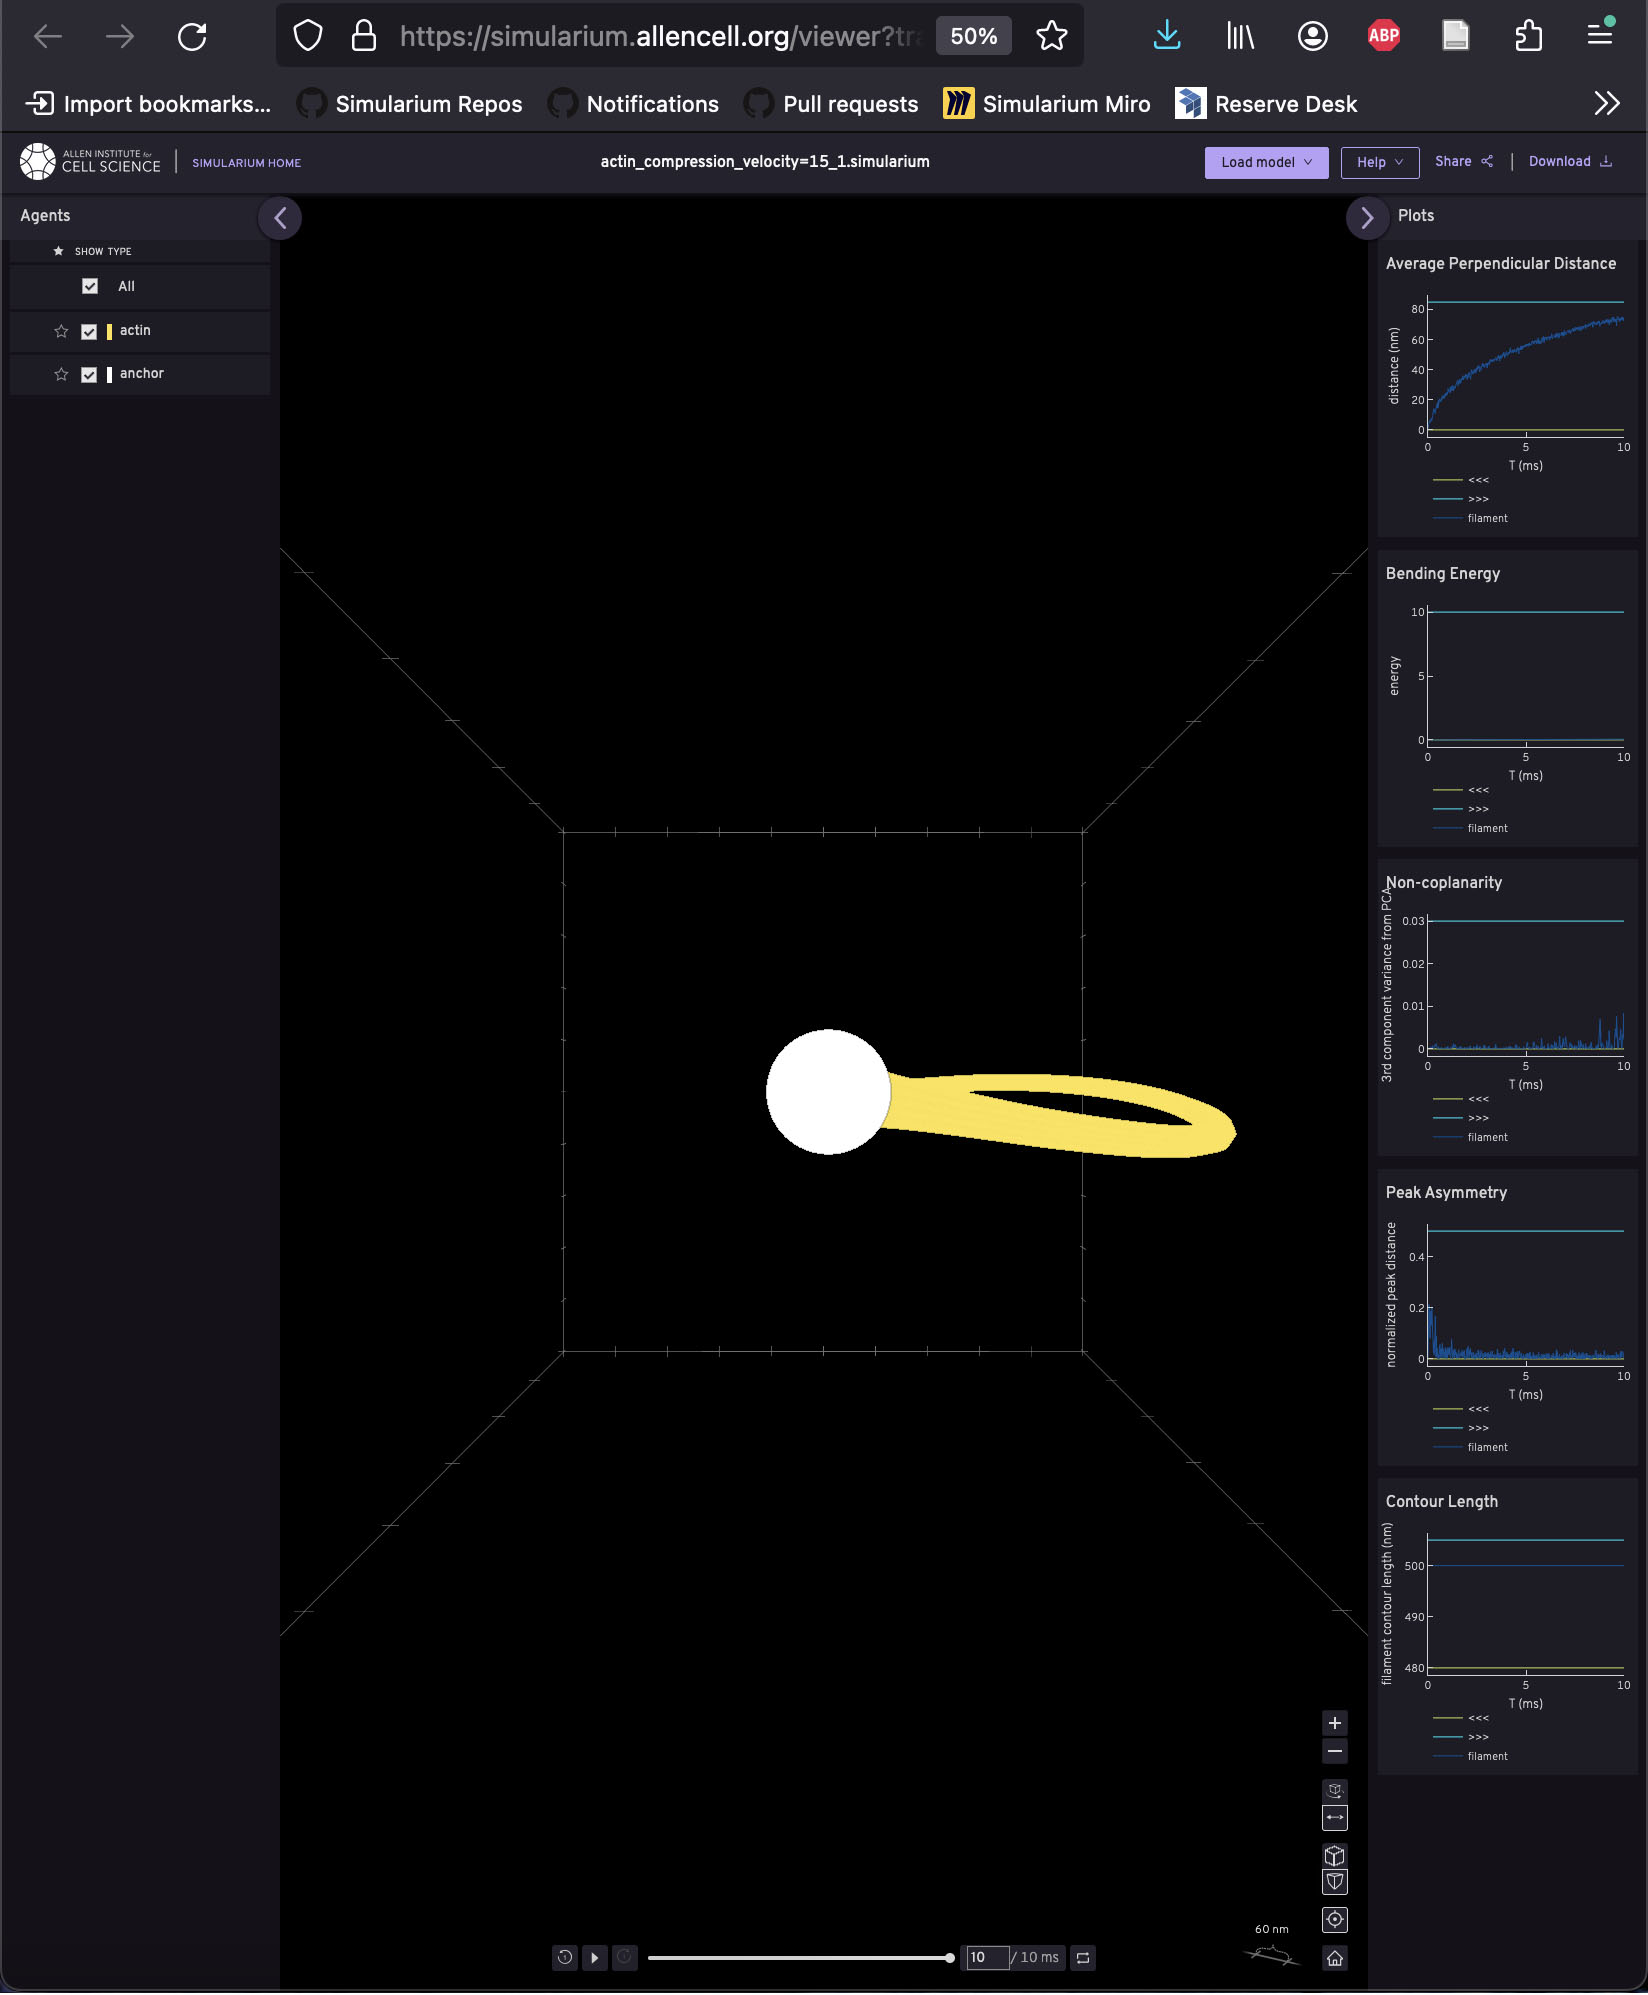 https://simularium.allencell.org/viewer?tra
50%
ABP
Import bookmarks...
Simularium Repos
Notifications
Pull requests
Simularium Miro
Reserve Desk
ALLEN INSTITUTE for
CELL SCIENCE
SIMULARIUM HOME
actin_compression_velocity=15_1.simularium
Load model
Help
Share
Download
Agents
SHOW TYPE
All
actin
anchor
Plots
Average Perpendicular Distance
distance (nm)
80
60
40
20
0
0
5
10
T (ms)
<<<
>>>
filament
Bending Energy
energy
10
5
0
0
5
10
T (ms)
<<<
>>>
filament
Non-coplanarity
3rd component variance from PCA
0.03
0.02
0.01
0
0
5
10
T (ms)
<<<
>>>
filament
Peak Asymmetry
normalized peak distance
0.4
0.2
0
0
5
10
T (ms)
<<<
>>>
filament
Contour Length
filament contour length (nm)
500
490
480
0
5
10
T (ms)
<<<
>>>
filament
60 nm
10 / 10 ms